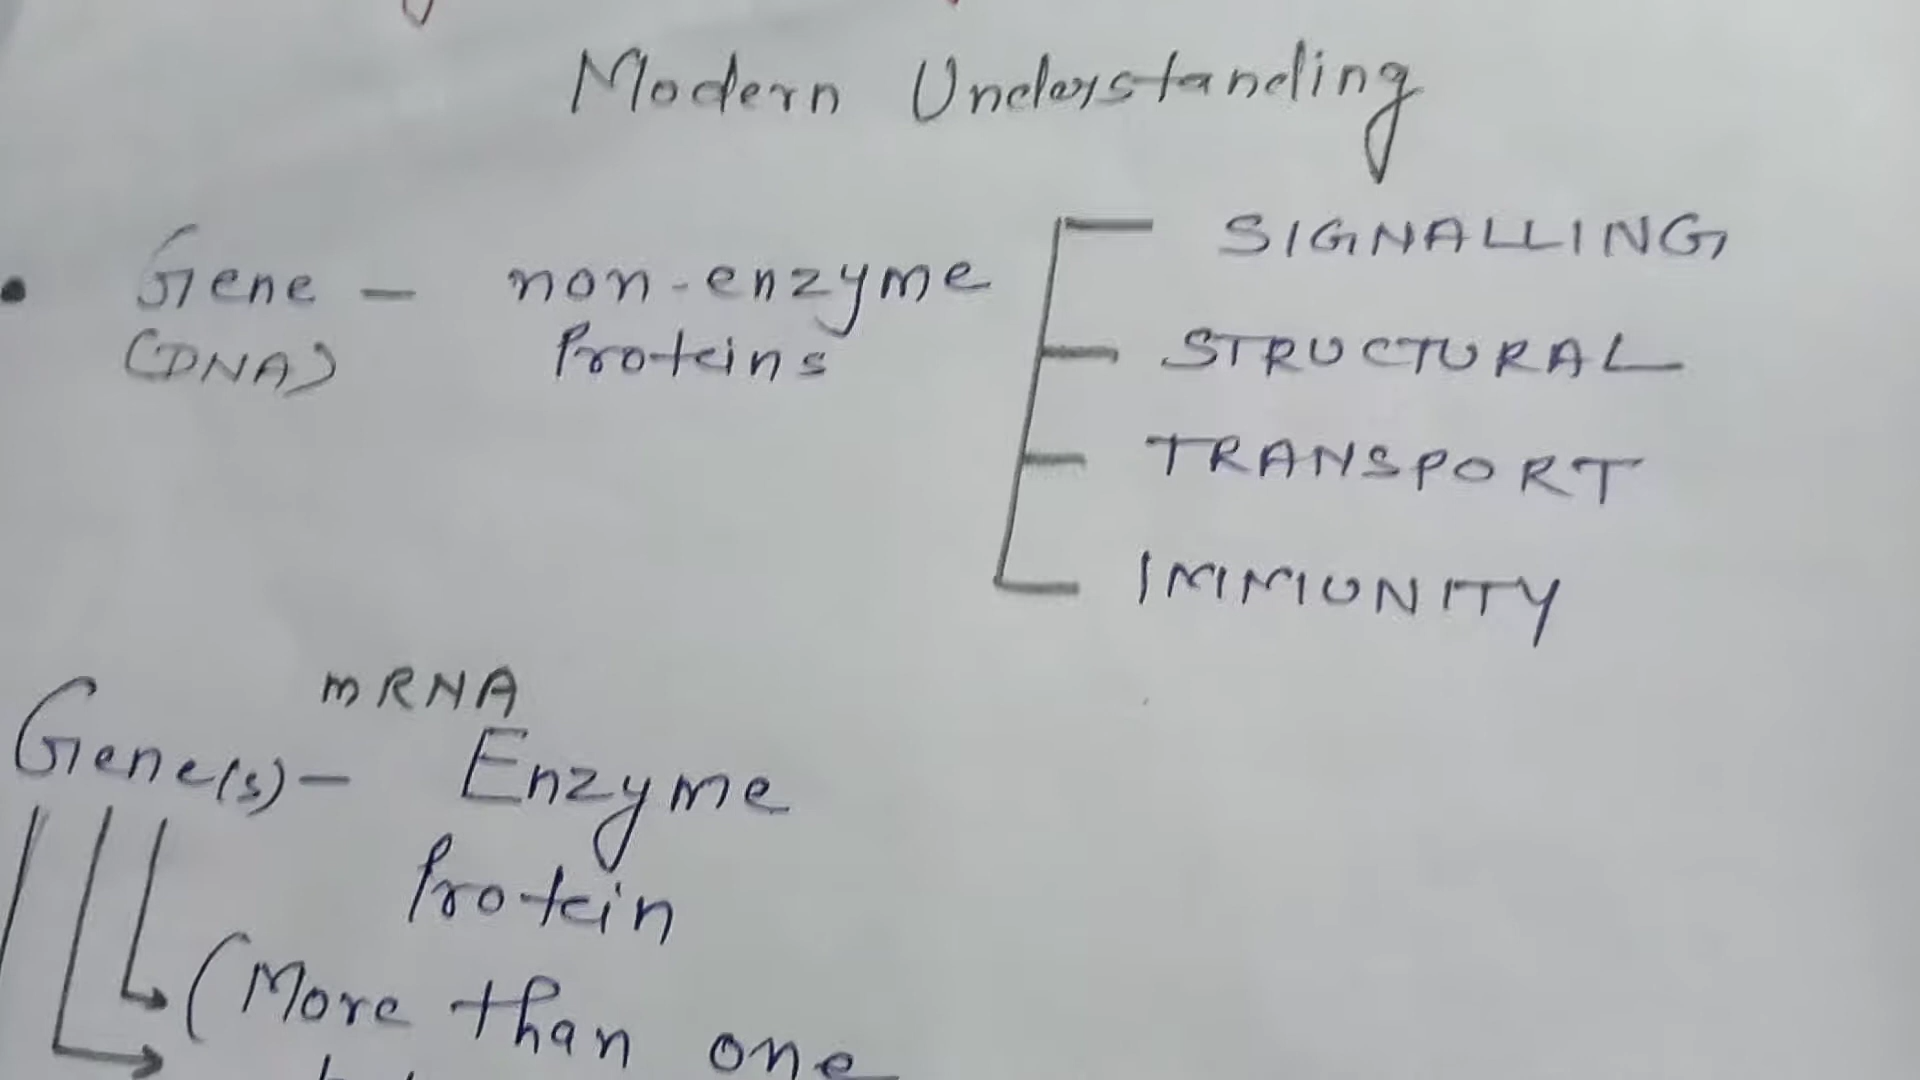 Modern Understanding
SIGNALLING
• Gene — non-enzyme
(DNA) Proteins
STRUCTURAL
TRANSPORT
IMMUNITY
mRNA
Gene(s) — Enzyme
Protein
(More than one